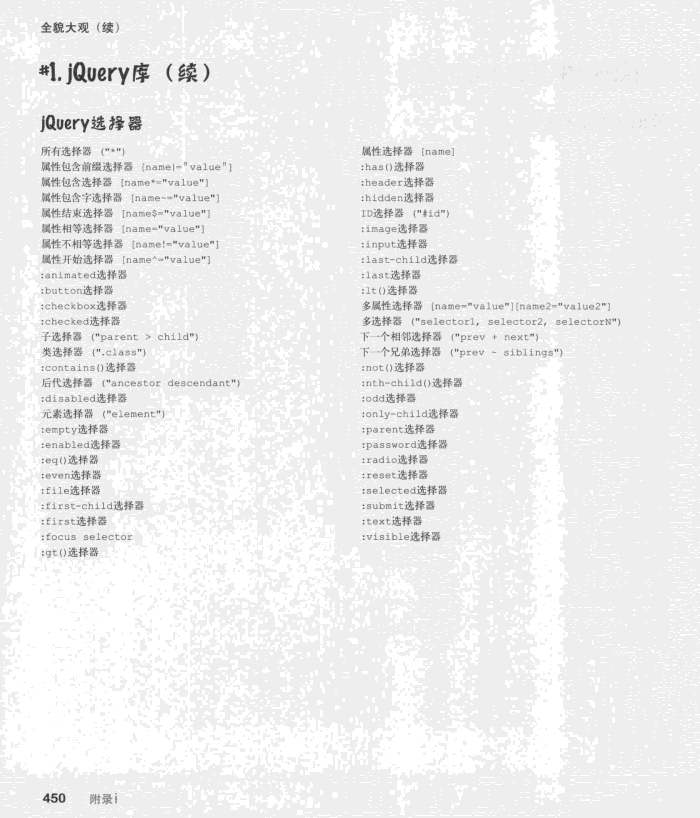 全貌大观（续）
#1. jQuery库（续）
jQuery选择器
所有选择器 ("*")
属性包含前缀选择器 [name|="value"]
属性包含选择器 [name*="value"]
属性包含字选择器 [name~="value"]
属性结束选择器 [name$="value"]
属性相等选择器 [name="value"]
属性不相等选择器 [name!="value"]
属性开始选择器 [name^="value"]
:animated选择器
:button选择器
:checkbox选择器
:checked选择器
子选择器 ("parent > child")
类选择器 (".class")
:contains()选择器
后代选择器 ("ancestor descendant")
:disabled选择器
元素选择器 ("element")
:empty选择器
:enabled选择器
:eq()选择器
:even选择器
:file选择器
:first-child选择器
:first选择器
:focus selector
:gt()选择器
属性选择器 [name]
:has()选择器
:header选择器
:hidden选择器
ID选择器 ("#id")
:image选择器
:input选择器
:last-child选择器
:last选择器
:lt()选择器
多属性选择器 [name="value"][name2="value2"]
多选择器 ("selector1, selector2, selectorN")
下一个相邻选择器 ("prev + next")
下一个兄弟选择器 ("prev ~ siblings")
:not()选择器
:nth-child()选择器
:odd选择器
:only-child选择器
:parent选择器
:password选择器
:radio选择器
:reset选择器
:selected选择器
:submit选择器
:text选择器
:visible选择器
450 附录i